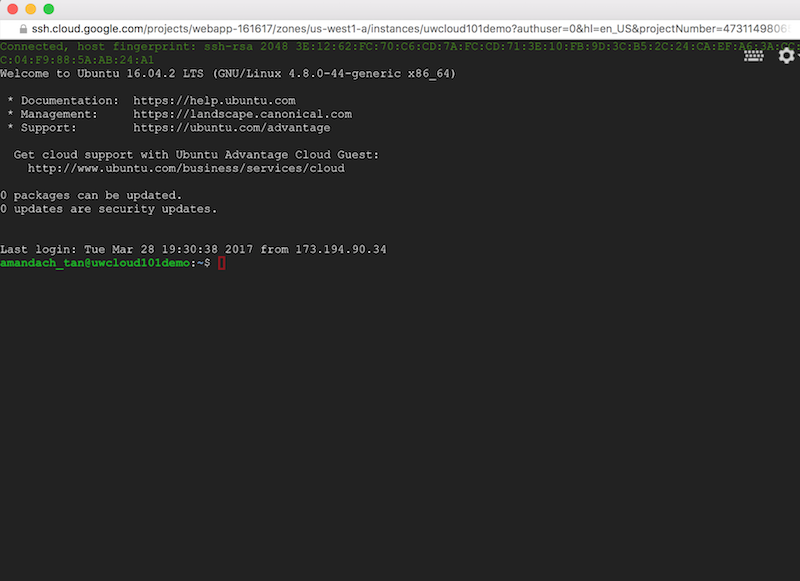 ssh.cloud.google.com/projects/webapp-161617/zones/us-west1-a/instances/uwcloud101demo?authuser=0&hl=en_US&projectNumber=4731149806
Connected, host fingerprint: ssh-rsa 2048 3E:12:62:FC:70:C6:CD:7A:FC:CD:71:3E:10:FB:9D:3C:B5:2C:24:CA:EF:A6:3A:CC
C:04:F9:88:5A:AB:24:A1
Welcome to Ubuntu 16.04.2 LTS (GNU/Linux 4.8.0-44-generic x86_64)
* Documentation:  https://help.ubuntu.com
* Management:     https://landscape.canonical.com
* Support:        https://ubuntu.com/advantage
Get cloud support with Ubuntu Advantage Cloud Guest:
http://www.ubuntu.com/business/services/cloud
0 packages can be updated.
0 updates are security updates.
Last login: Tue Mar 28 19:30:38 2017 from 173.194.90.34
amandach_tan@uwcloud101demo:~$